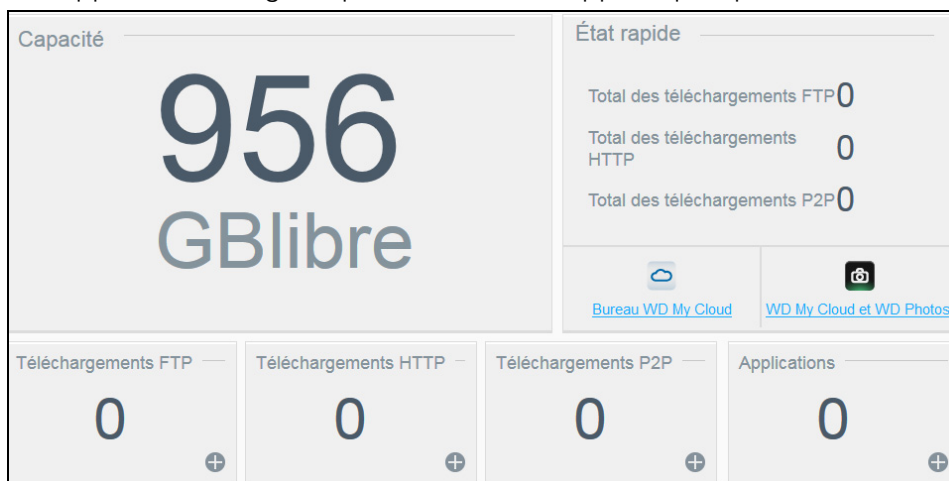 Capacité
956
GBlibre
État rapide
Total des téléchargements FTP 0
Total des téléchargements
HTTP 0
Total des téléchargements P2P 0
Bureau WD My Cloud
WD My Cloud et WD Photos
Téléchargements FTP
0
Téléchargements HTTP
0
Téléchargements P2P
0
Applications
0